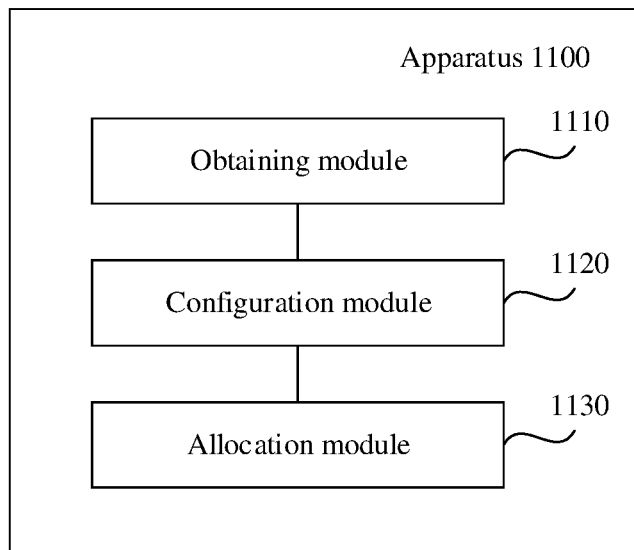 Apparatus 1100
1110
Obtaining module
1120
Configuration module
1130
Allocation module